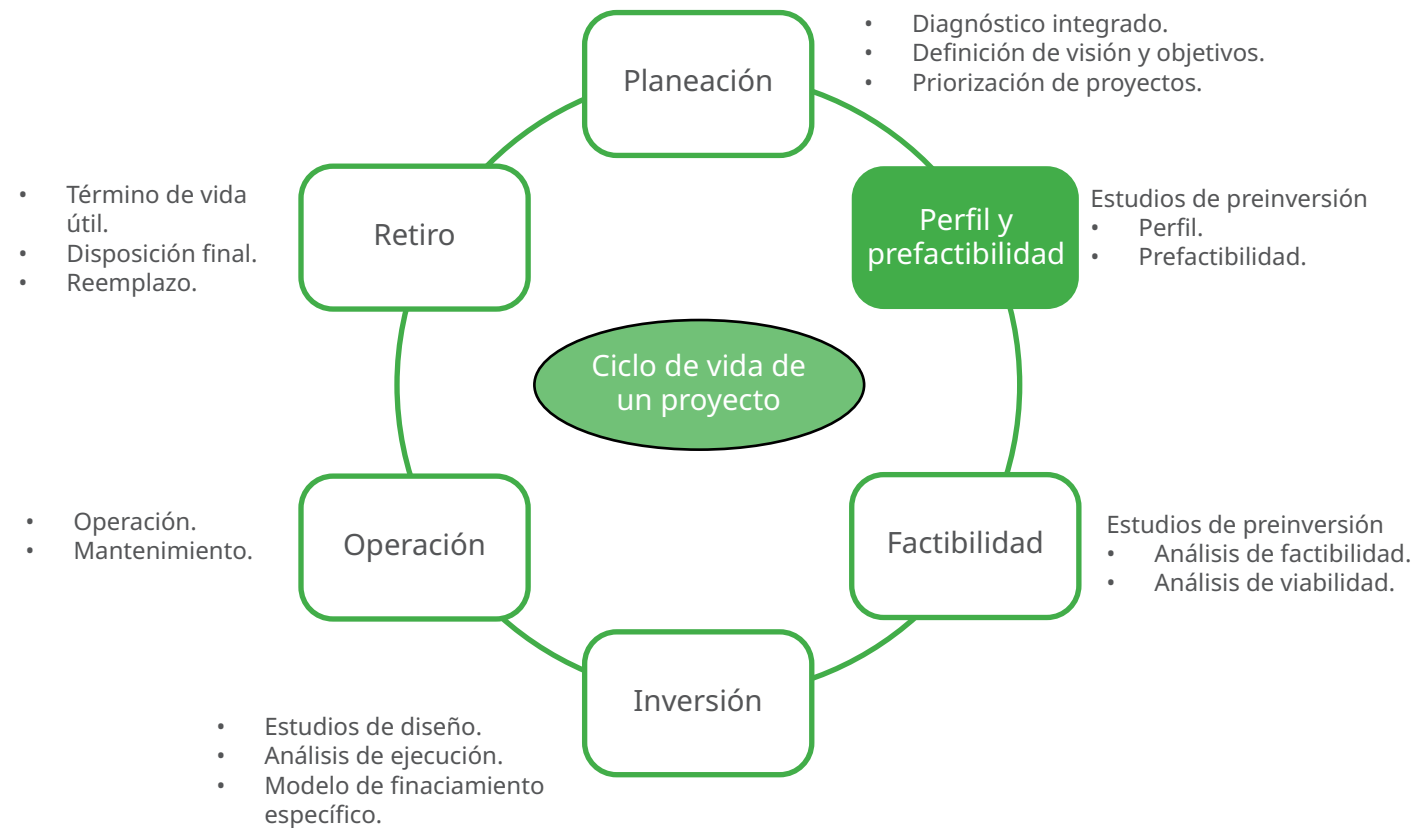 Planeación
• Diagnóstico integrado.
• Definición de visión y objetivos.
• Priorización de proyectos.
Perfil y
prefactibilidad
Estudios de preinversión
• Perfil.
• Prefactibilidad.
Retiro
• Término de vida
útil.
• Disposición final.
• Reemplazo.
Ciclo de vida de
un proyecto
Factibilidad
Estudios de preinversión
• Análisis de factibilidad.
• Análisis de viabilidad.
Operación
• Operación.
• Mantenimiento.
Inversión
• Estudios de diseño.
• Análisis de ejecución.
• Modelo de finaciamiento
específico.